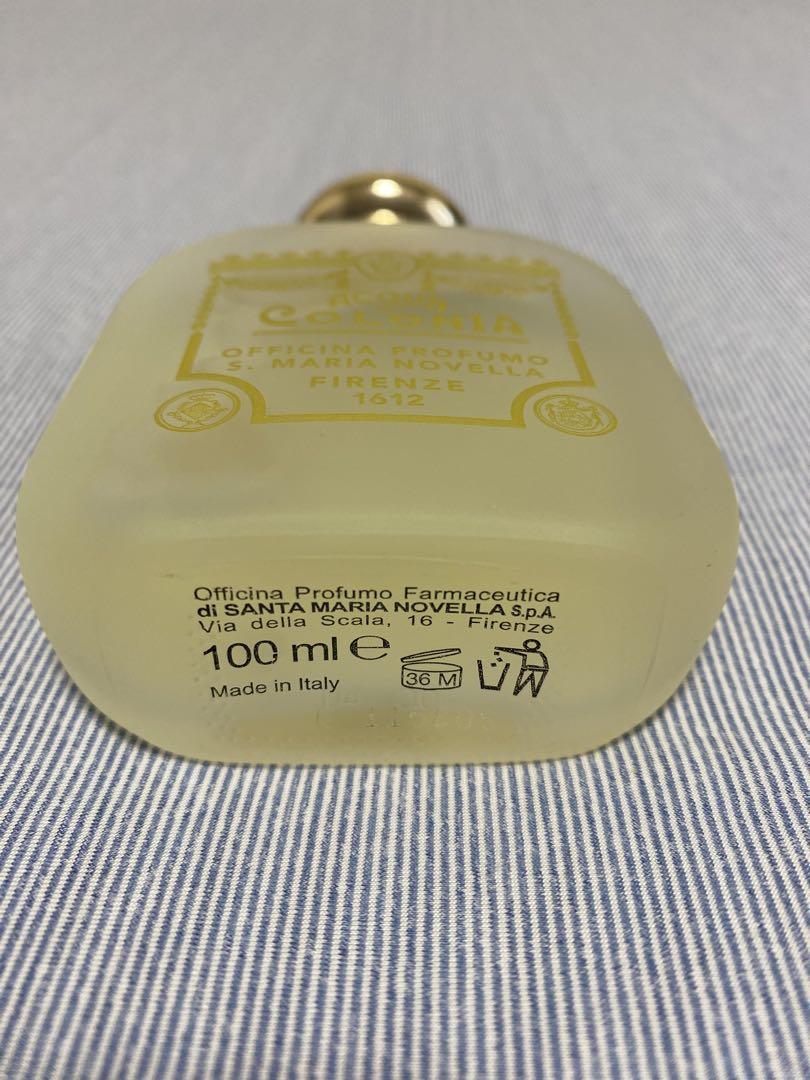 ACQUA
COLONIA
OFFICINA PROFUMO
S. MARIA NOVELLA
FIRENZE
1612
Officina Profumo Farmaceutica
di SANTA MARIA NOVELLA S.p.A.
Via della Scala, 16 - Firenze
100 ml ℮
36 M
Made in Italy